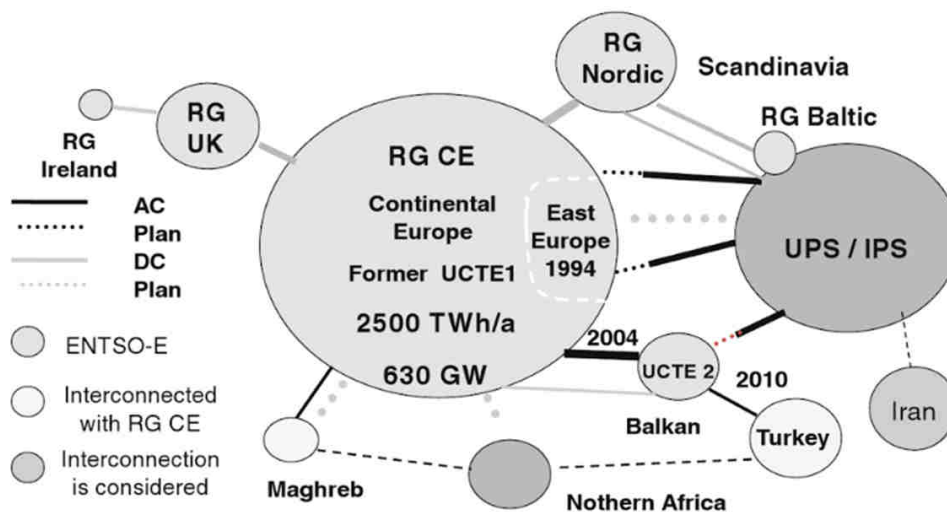 RG
Nordic
Scandinavia
RG Baltic
RG
UK
RG
Ireland
RG CE
Continental
Europe
Former UCTE1
2500 TWh/a
630 GW
East
Europe
1994
UPS / IPS
AC
Plan
DC
Plan
ENTSO-E
Interconnected
with RG CE
Interconnection
is considered
2004
UCTE 2
2010
Balkan
Turkey
Iran
Maghreb
Nothern Africa